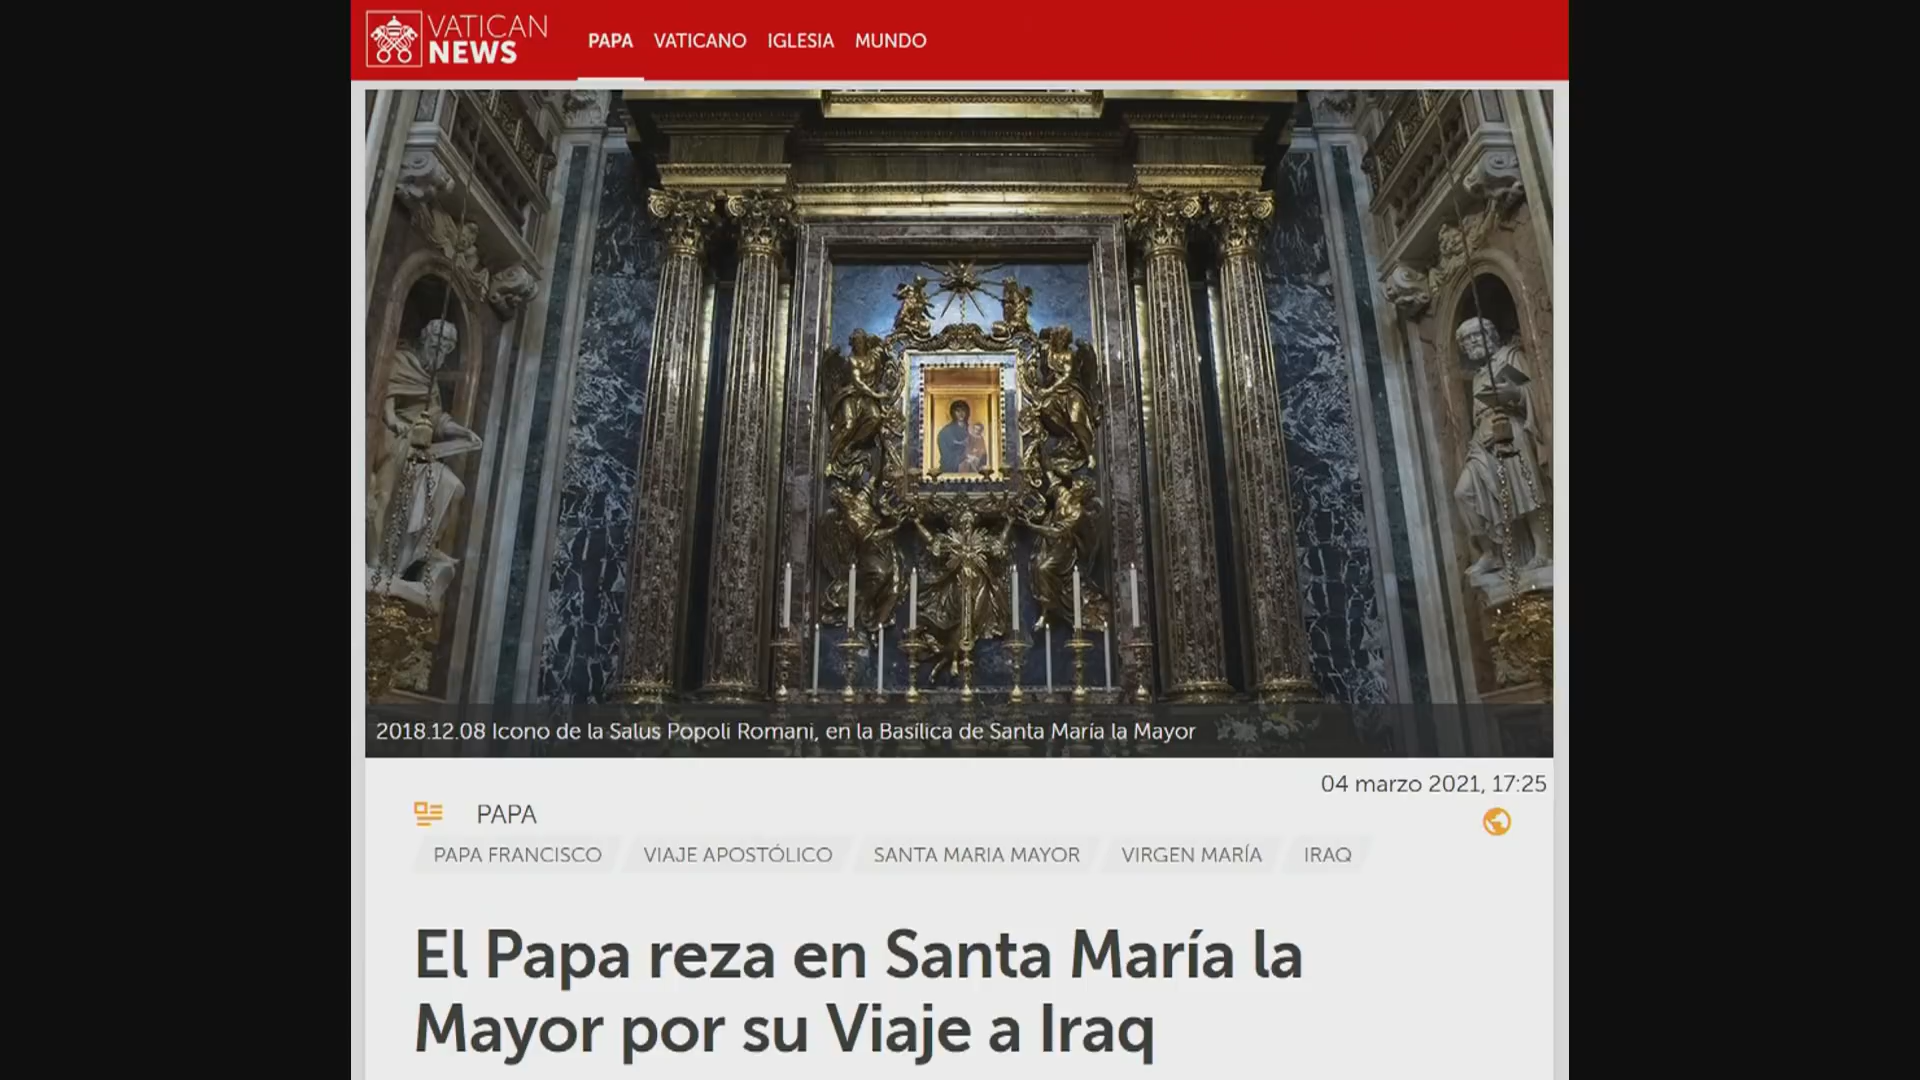 VATICAN
NEWS
PAPA VATICANO IGLESIA MUNDO
2018.12.08 Icono de la Salus Popoli Romani, en la Basílica de Santa María la Mayor
04 marzo 2021, 17:25
PAPA
PAPA FRANCISCO VIAJE APOSTÓLICO SANTA MARIA MAYOR VIRGEN MARÍA IRAQ
El Papa reza en Santa María la
Mayor por su Viaje a Iraq